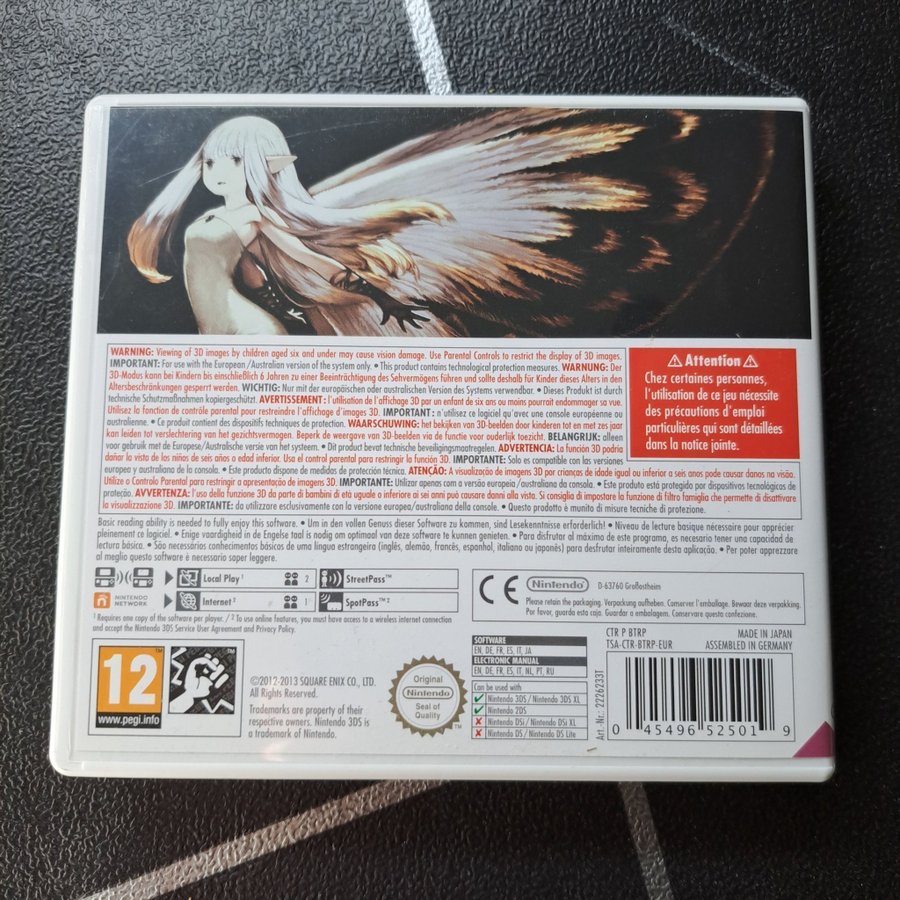 WARNING: Viewing of 3D images by children aged six and under may cause vision damage. Use Parental Controls to restrict the display of 3D images.
IMPORTANT: For use with the European /Australian version of the system only. • This product contains technological protection measures. WARNUNG: Der
3D-Modus kann bei Kindern bis einschließlich 6 Jahren zu einer Beeinträchtigung des Sehvermögens führen und sollte deshalb für Kinder dieses Alters in den
Altersbeschränkungen gesperrt werden. WICHTIG: Nur mit der europäischen oder australischen Version des Systems verwendbar. • Dieses Produkt ist durch
technische Schutzmaßnahmen kopiergeschützt. AVERTISSEMENT : l'utilisation de l'affichage 3D par un enfant de six ans ou moins pourrait endommager sa vue.
Utilisez la fonction de contrôle parental pour restreindre l'affichage d'images 3D. IMPORTANT : n'utilisez ce logiciel qu'avec une console européenne ou
australienne. • Ce produit contient des dispositifs techniques de protection. WAARSCHUWING: het bekijken van 3D-beelden door kinderen tot en met zes jaar
kan leiden tot verslechtering van het gezichtsvermogen. Beperk de weergave van 3D-beelden via de functie voor ouderlijk toezicht. BELANGRIJK: alleen
voor gebruik met de Europese/Australische versie van het systeem. • Dit product bevat technische beveiligingsmaatregelen. ADVERTENCIA: La función 3D podría
dañar la vista de los niños de seis años o edad inferior. Usa el control parental para restringir la función 3D. IMPORTANTE: Solo es compatible con las versiones
europea y australiana de la consola. • Este producto dispone de medidas de protección técnica. ATENÇÃO: A visualização de imagens 3D por crianças de idade igual ou inferior a seis anos pode causar danos na visão.
Utilize o Controlo Parental para restringir a apresentação de imagens 3D. IMPORTANTE: Utilizar apenas com a versão europeia/australiana da consola. • Este produto está protegido por dispositivos tecnológicos de
proteção. AVVERTENZA: l'uso della funzione 3D da parte di bambini di età uguale a inferiore ai sei anni può causare danni alla vista. Si consiglia di impostare la funzione di filtro famiglia che permette di disattivare
la visualizzazione 3D. IMPORTANTE: da utilizzare esclusivamente con la versione europea/australiana della console. • Questo prodotto è munito di misure tecniche di protezione.
⚠ Attention ⚠
Chez certaines personnes,
l'utilisation de ce jeu nécessite
des précautions d'emploi
particulières qui sont détaillées
dans la notice jointe.
Basic reading ability is needed to fully enjoy this software. • Um in den vollen Genuss dieser Software zu kommen, sind Lesekenntnisse erforderlich! • Niveau de lecture basique nécessaire pour apprécier
pleinement ce logiciel. • Enige vaardigheid in de Engelse taal is nodig om optimaal van deze software te kunnen genieten. • Para disfrutar al máximo de este programa, es necesario tener una capacidad de
lectura básica. • São necessários conhecimentos básicos de uma língua estrangeira (inglês, alemão, francês, espanhol, italiano ou japonês) para desfrutar inteiramente desta aplicação. • Per poter apprezzare
al meglio questo software è necessario saper leggere.
Local Play ¹ 2 StreetPass™
NINTENDO NETWORK Internet ² 1 SpotPass™ ²
¹ Requires one copy of the software per player. / ² To use online features, you must have access to a wireless internet connection
and accept the Nintendo 3DS Service User Agreement and Privacy Policy.
CE Nintendo D-63760 Großostheim
Please retain the packaging. Verpackung aufheben. Conserver l'emballage. Bewaar deze verpakking.
Por favor, guarda esta caja. Guardar a embalagem. Conservare questa confezione.
12
™
www.pegi.info
©2012-2013 SQUARE ENIX CO., LTD.
All Rights Reserved.
Trademarks are property of their
respective owners. Nintendo 3DS is
a trademark of Nintendo.
Original
Nintendo
Seal of
Quality
™
SOFTWARE
EN, DE, FR, ES, IT, JA
ELECTRONIC MANUAL
EN, DE, FR, ES, IT, NL, PT, RU
Can be used with
Nintendo 3DS / Nintendo 3DS XL
Nintendo 2DS
Nintendo DSi / Nintendo DSi XL
Nintendo DS / Nintendo DS Lite
Art.-Nr.: 2226233T
CTR P BTRP MADE IN JAPAN
TSA-CTR-BTRP-EUR ASSEMBLED IN GERMANY
0 45496 52501 9